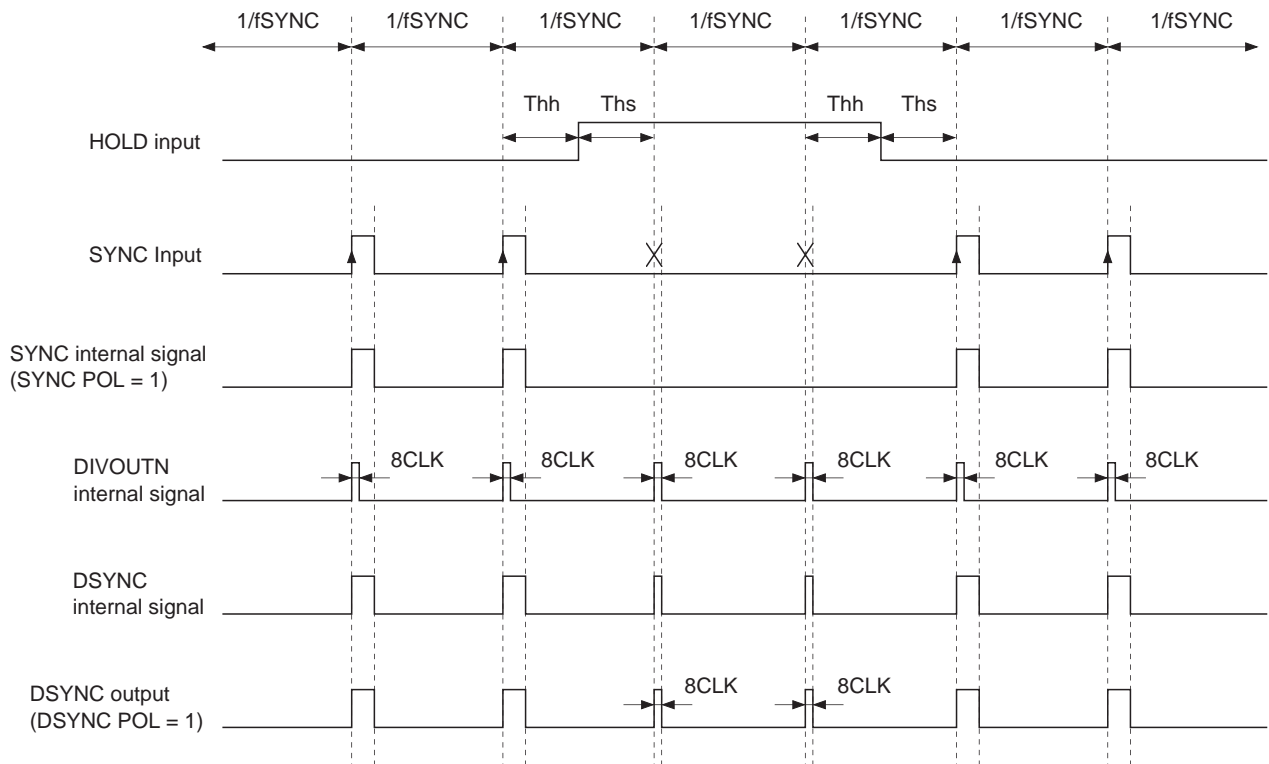 1/fSYNC 1/fSYNC 1/fSYNC 1/fSYNC 1/fSYNC 1/fSYNC 1/fSYNC
Thh Ths Thh Ths
HOLD input
SYNC Input
SYNC internal signal
(SYNC POL = 1)
8CLK 8CLK 8CLK 8CLK 8CLK
DIVOUTN
internal signal
DSYNC
internal signal
8CLK 8CLK
DSYNC output
(DSYNC POL = 1)